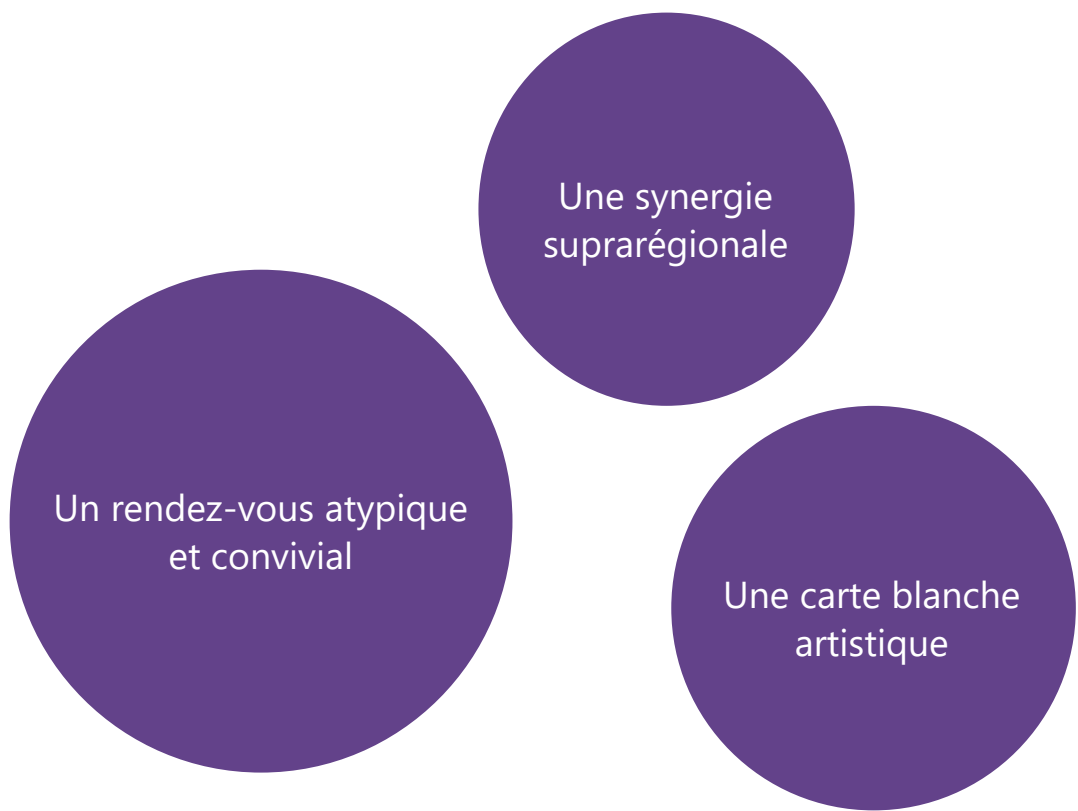 Une synergie
suprarégionale
Un rendez-vous atypique
et convivial
Une carte blanche
artistique